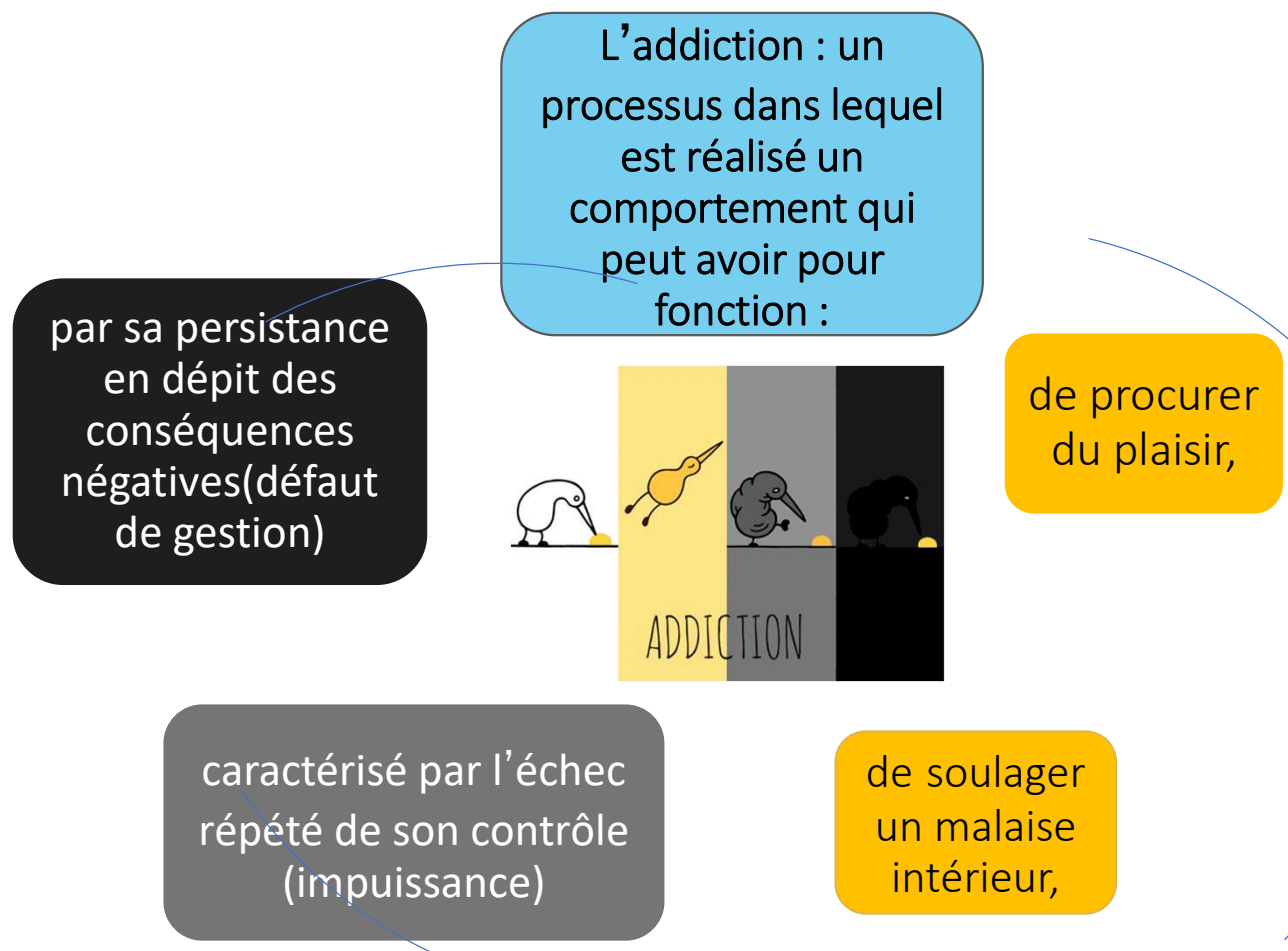 L’addiction : un
processus dans lequel
est réalisé un
comportement qui
peut avoir pour
fonction :
de procurer
du plaisir,
de soulager
un malaise
intérieur,
caractérisé par l’échec
répété de son contrôle
(impuissance)
par sa persistance
en dépit des
conséquences
négatives(défaut
de gestion)
ADDICTION